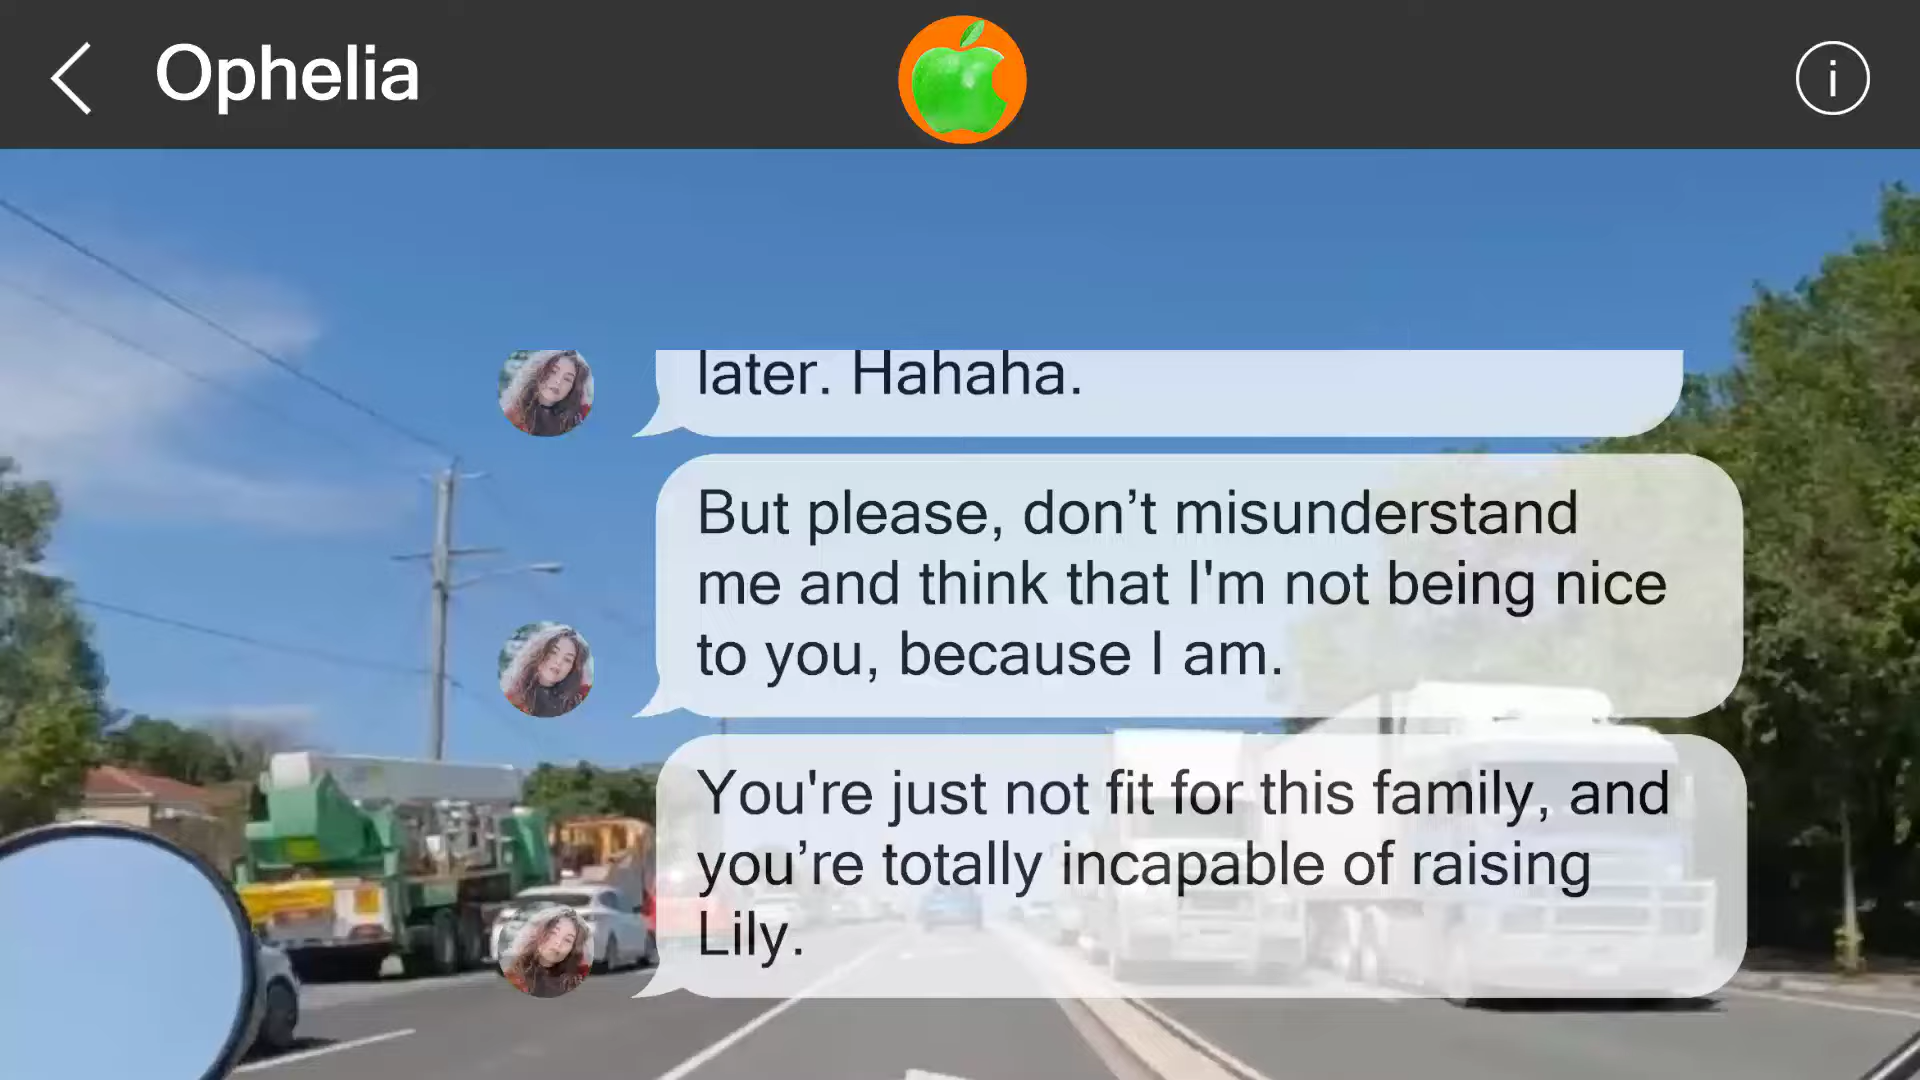 Ophelia
i
later. Hahaha.
But please, don’t misunderstand
me and think that I'm not being nice
to you, because I am.
You're just not fit for this family, and
you’re totally incapable of raising
Lily.